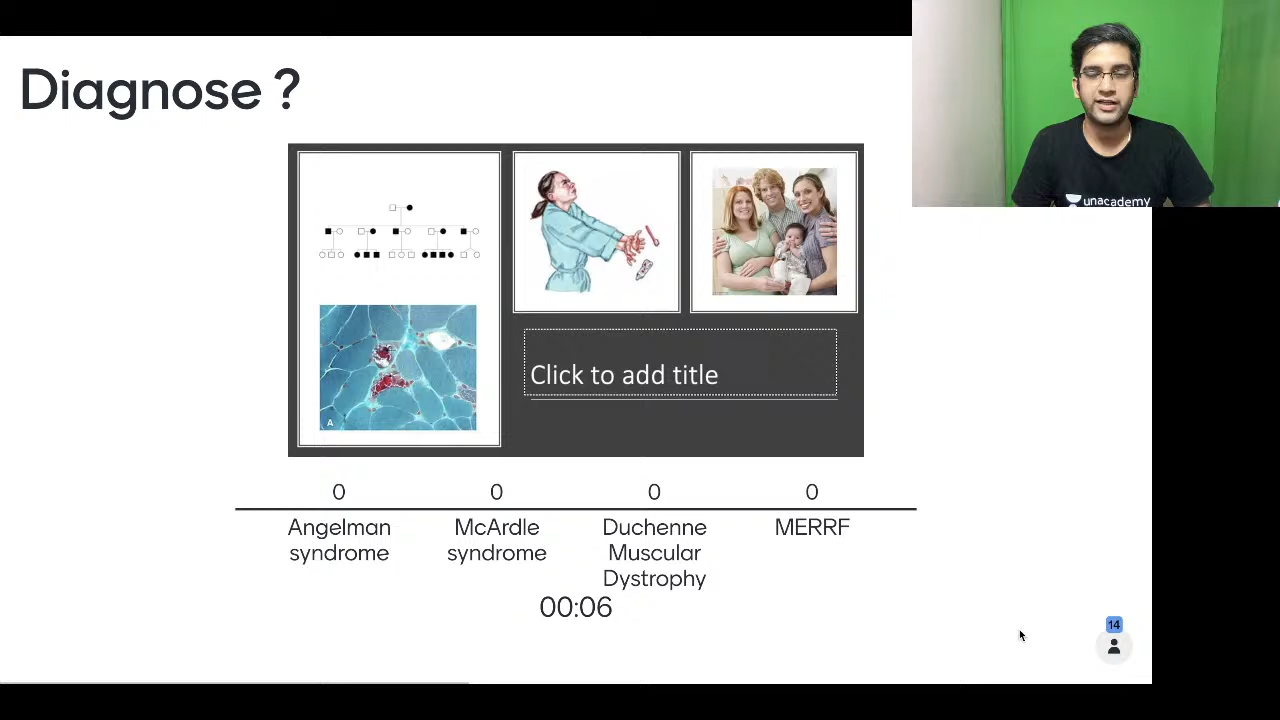 Diagnose ?
unacademy
A
Click to add title
0 0 0 0
Angelman syndrome
McArdle syndrome
Duchenne Muscular Dystrophy
MERRF
00:06
14